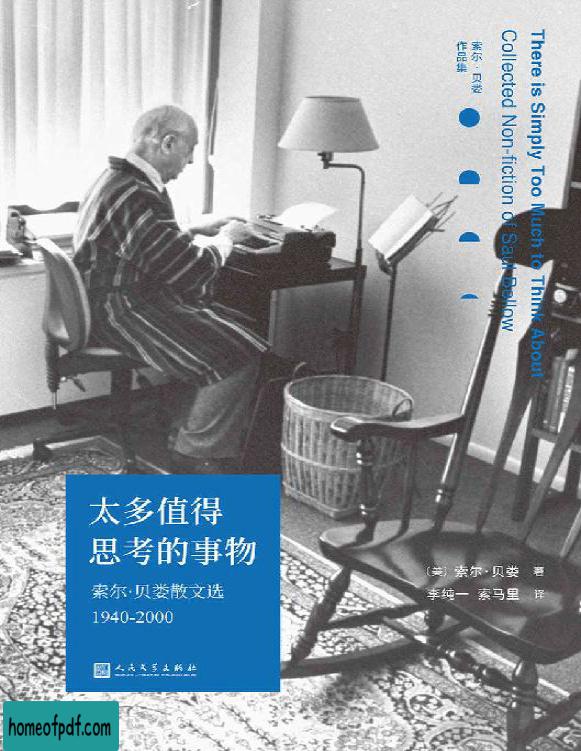 There is Simply Too Much to Think About
Collected Non-fiction of Saul Bellow
索尔·贝娄
作品集
太多值得
思考的事物
索尔·贝娄散文选
1940-2000
〔美〕索尔·贝娄 著
李纯一 索马里 译
人民文学出版社
homeofpdf.com